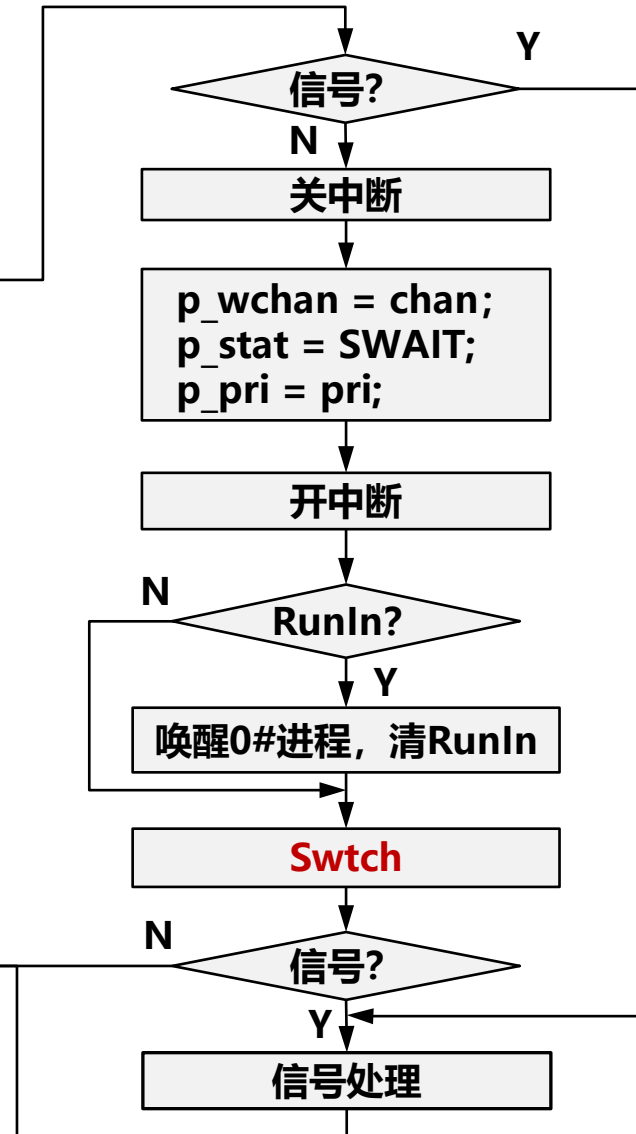 Y
信号?
N
关中断
p_wchan = chan;
p_stat = SWAIT;
p_pri = pri;
开中断
N
RunIn?
Y
唤醒0#进程，清RunIn
Swtch
N
信号?
Y
信号处理